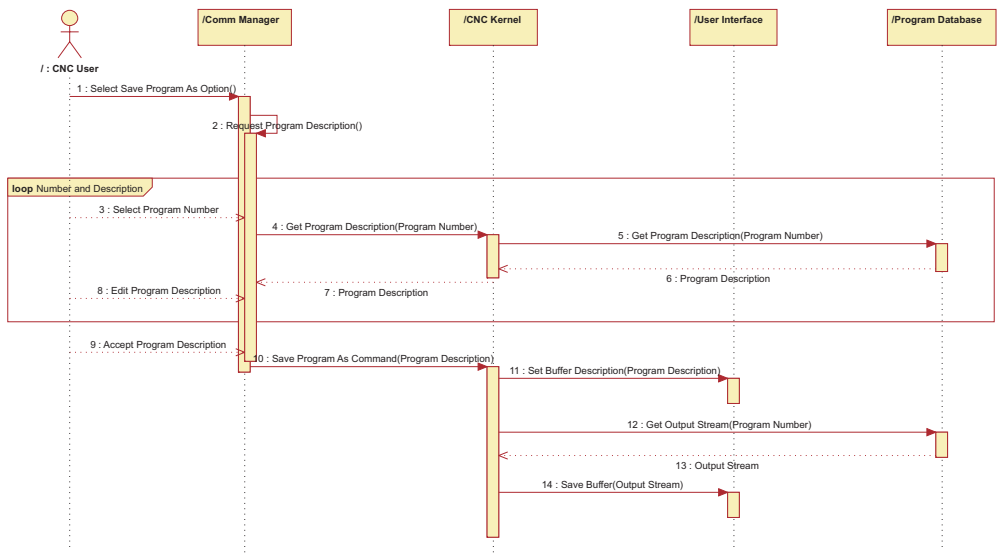 /Comm Manager
/CNC Kernel
/User Interface
/Program Database
/ : CNC User
1 : Select Save Program As Option()
2 : Request Program Description()
loop Number and Description
3 : Select Program Number
4 : Get Program Description(Program Number)
5 : Get Program Description(Program Number)
6 : Program Description
7 : Program Description
8 : Edit Program Description
9 : Accept Program Description
10 : Save Program As Command(Program Description)
11 : Set Buffer Description(Program Description)
12 : Get Output Stream(Program Number)
13 : Output Stream
14 : Save Buffer(Output Stream)